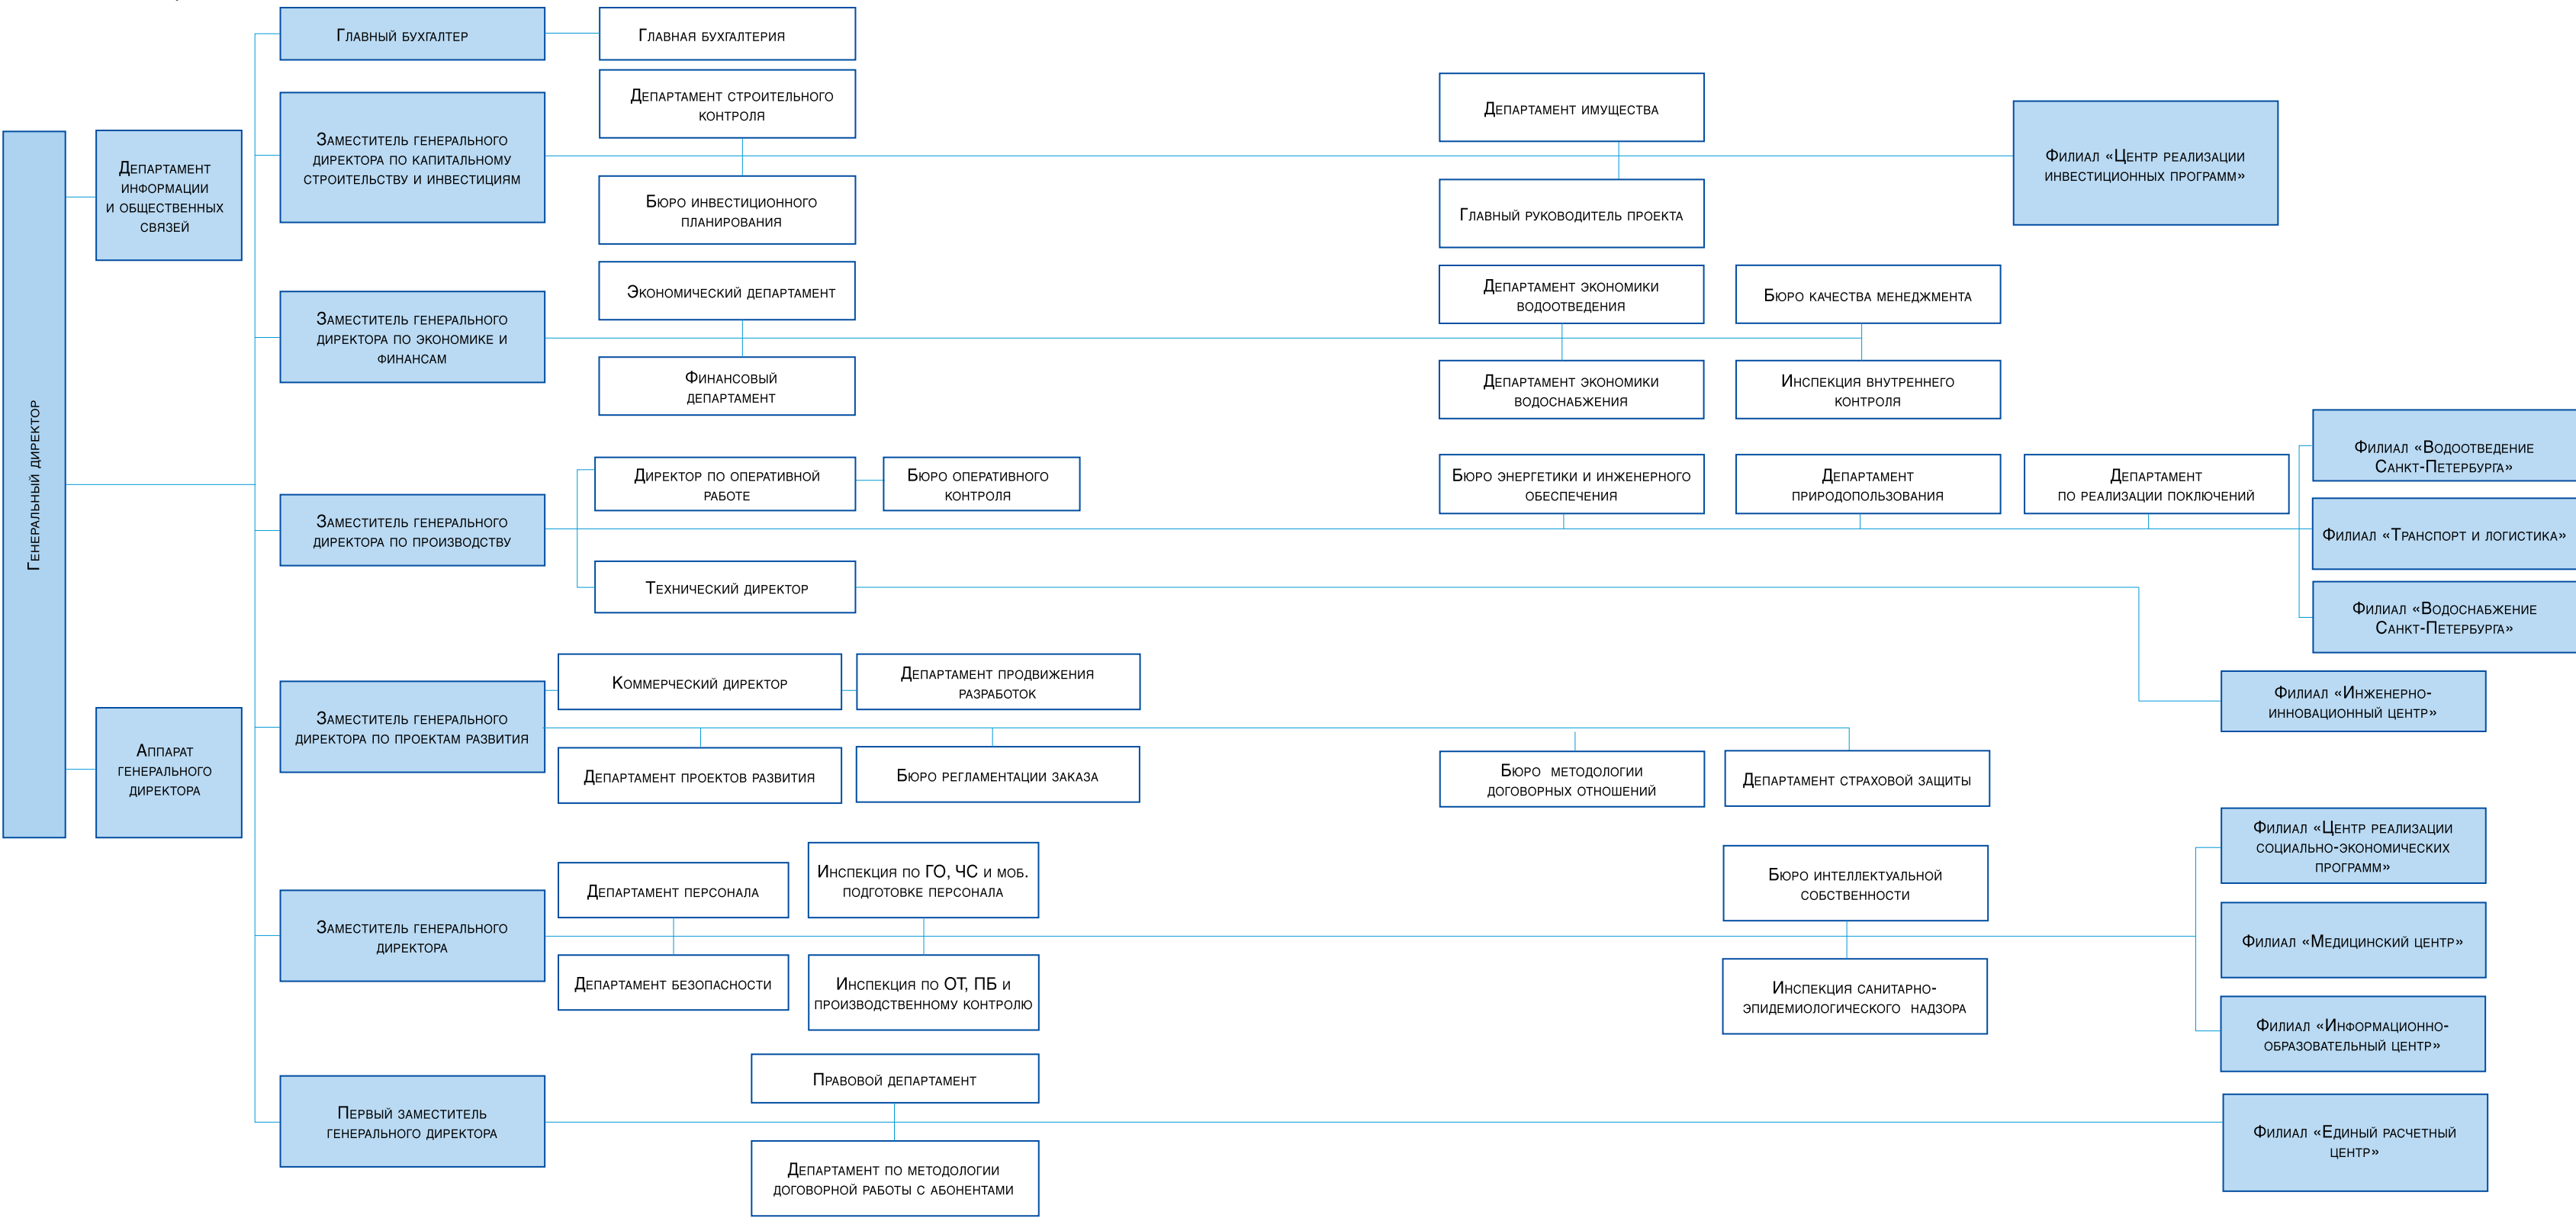 Генеральный директор
Департамент
информации
и общественных
связей
Аппарат
генерального
директора
Главный бухгалтер
Главная бухгалтерия
Заместитель генерального
директора по капитальному
строительству и инвестициям
Департамент строительного
контроля
Бюро инвестиционного
планирования
Департамент имущества
Главный руководитель проекта
Филиал «Центр реализации
инвестиционных программ»
Заместитель генерального
директора по экономике и
финансам
Экономический департамент
Финансовый
департамент
Департамент экономики
водоотведения
Департамент экономики
водоснабжения
Бюро качества менеджмента
Инспекция внутреннего
контроля
Заместитель генерального
директора по производству
Директор по оперативной
работе
Бюро оперативного
контроля
Технический директор
Бюро энергетики и инженерного
обеспечения
Департамент
природопользования
Департамент
по реализации поключений
Филиал «Водоотведение
Санкт-Петербурга»
Филиал «Транспорт и логистика»
Филиал «Водоснабжение
Санкт-Петербурга»
Филиал «Инженерно-
инновационный центр»
Заместитель генерального
директора по проектам развития
Коммерческий директор
Департамент продвижения
разработок
Департамент проектов развития
Бюро регламентации заказа
Бюро методологии
договорных отношений
Департамент страховой защиты
Заместитель генерального
директора
Департамент персонала
Департамент безопасности
Инспекция по ГО, ЧС и моб.
подготовке персонала
Инспекция по ОТ, ПБ и
производственному контролю
Бюро интеллектуальной
собственности
Инспекция санитарно-
эпидемиологического надзора
Филиал «Центр реализации
социально-экономических
программ»
Филиал «Медицинский центр»
Филиал «Информационно-
образовательный центр»
Первый заместитель
генерального директора
Правовой департамент
Департамент по методологии
договорной работы с абонентами
Филиал «Единый расчетный
центр»